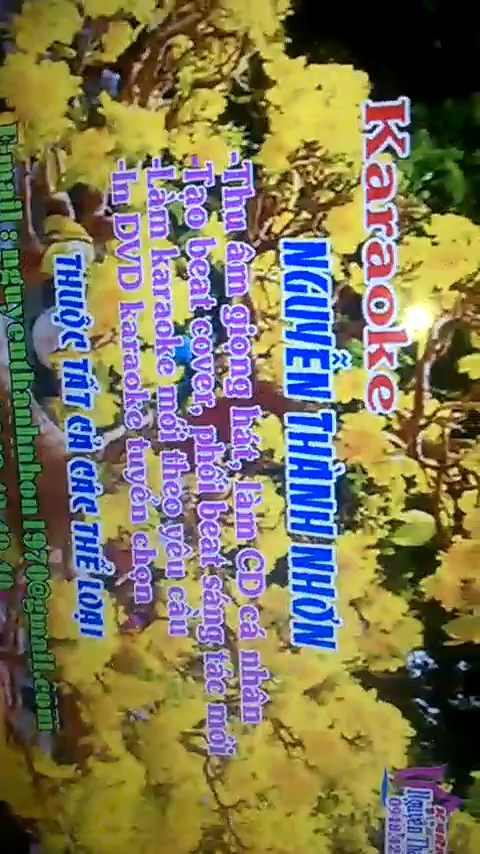 Karaoke
NGUYỄN THÀNH NHƠN
-Thu âm giọng hát, làm CD cá nhân
-Tạo beat cover, phối beat sáng tác mới
-Làm karaoke mới theo yêu cầu
-In DVD karaoke tuyển chọn
THUỘC TẤT CẢ CÁC THỂ LOẠI
E-mail : nguyenthanhnhon1970@gmail.com
Nguyễn